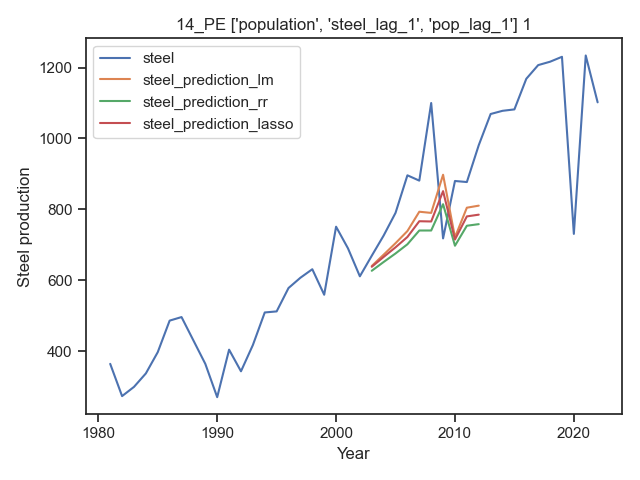 14_PE ['population', 'steel_lag_1', 'pop_lag_1'] 1
steel
steel_prediction_lm
steel_prediction_rr
steel_prediction_lasso
Steel production
1200
1000
800
600
400
1980
1990
2000
2010
2020
Year